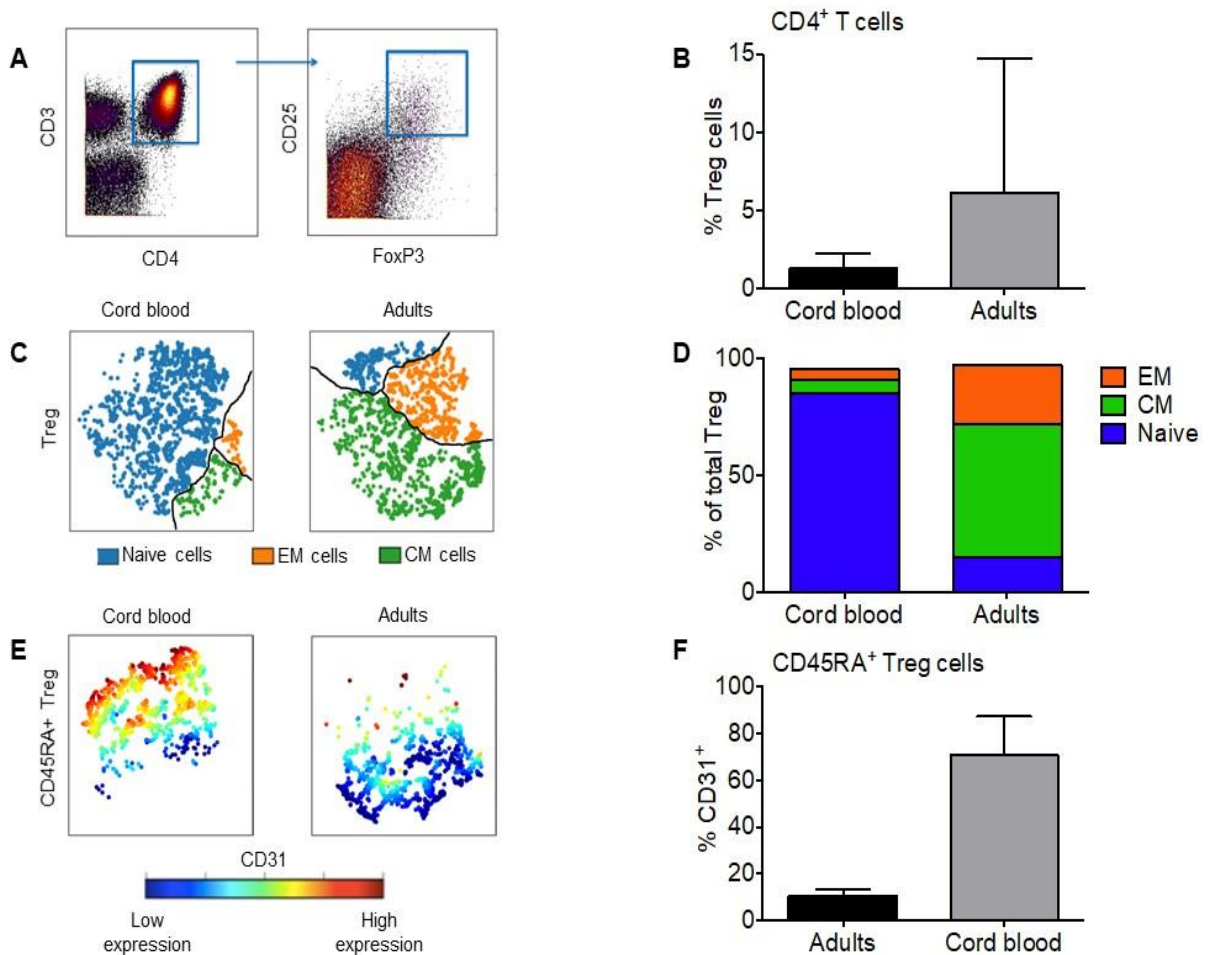 A
CD3
CD4
CD25
FoxP3
B
CD4+ T cells
% Treg cells
15
10
5
0
Cord blood
Adults
C
Cord blood
Adults
Treg
Naive cells
EM cells
CM cells
D
% of total Treg
100
50
0
Cord blood
Adults
EM
CM
Naive
E
Cord blood
Adults
CD45RA+ Treg
CD31
Low
expression
High
expression
F
CD45RA+ Treg cells
% CD31+
100
80
60
40
20
0
Adults
Cord blood